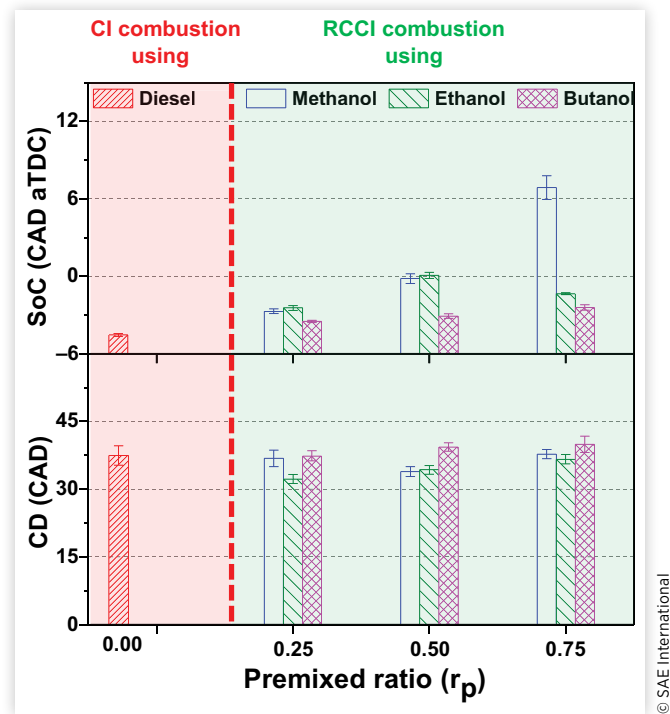 CI combustion
using
RCCI combustion
using
Diesel
Methanol
Ethanol
Butanol
SoC (CAD aTDC)
12
6
0
−6
CD (CAD)
45
30
15
0
0.00
0.25
0.50
0.75
Premixed ratio (rp)
© SAE International